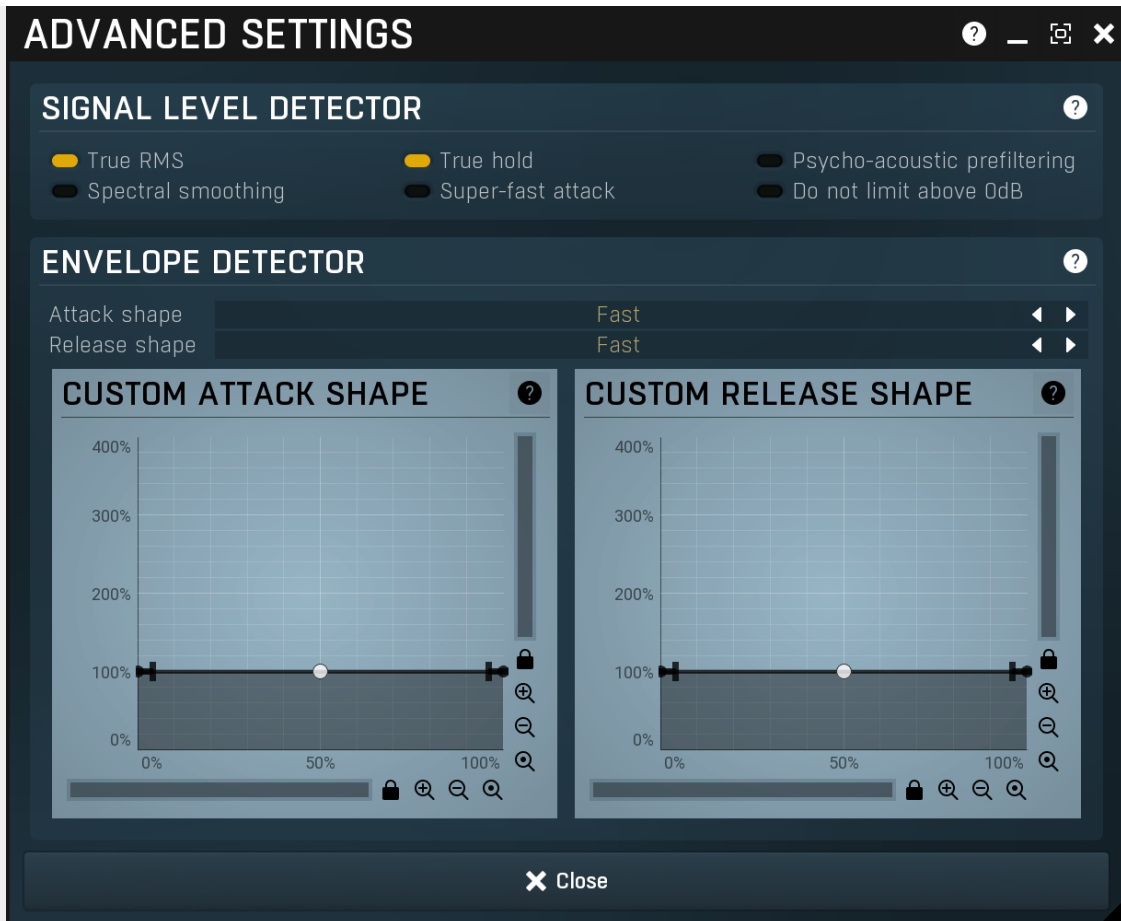 ADVANCED SETTINGS
SIGNAL LEVEL DETECTOR
True RMS True hold Psycho-acoustic prefiltering
Spectral smoothing Super-fast attack Do not limit above 0dB
ENVELOPE DETECTOR
Attack shape Fast
Release shape Fast
CUSTOM ATTACK SHAPE
400%
300%
200%
100%
0%
0% 50% 100%
CUSTOM RELEASE SHAPE
400%
300%
200%
100%
0%
0% 50% 100%
Close